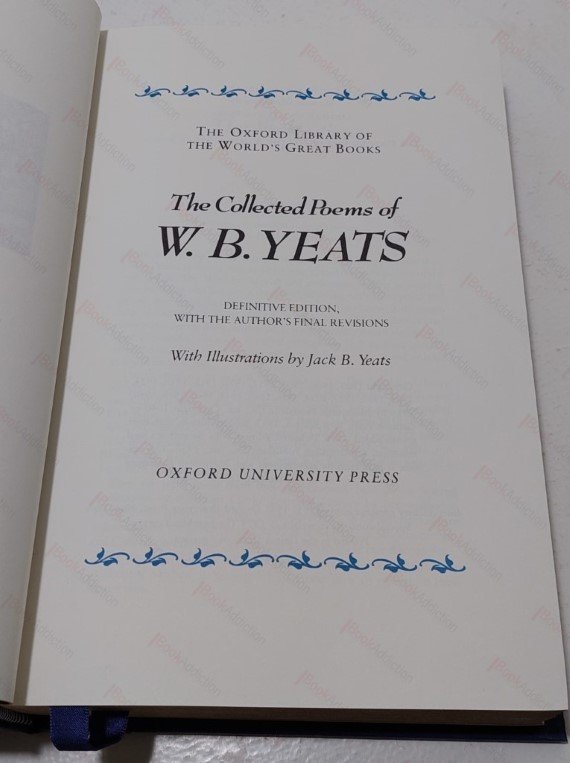 THE OXFORD LIBRARY OF
THE WORLD'S GREAT BOOKS
The Collected Poems of
W. B. YEATS
DEFINITIVE EDITION,
WITH THE AUTHOR'S FINAL REVISIONS
With Illustrations by Jack B. Yeats
OXFORD UNIVERSITY PRESS
BookAddiction